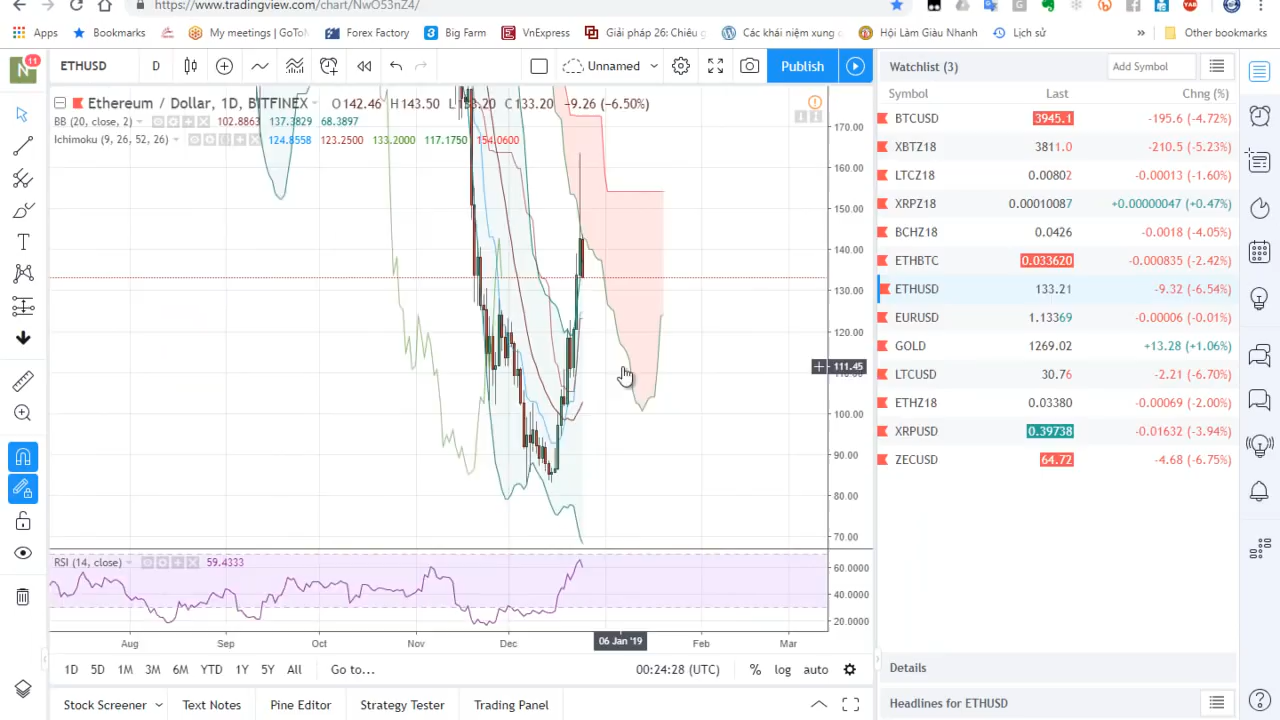 https://www.tradingview.com/chart/NwO53nZ4/
Apps Bookmarks My meetings | GoToM Forex Factory Big Farm VnExpress Giải pháp 26: Chiêu Các khái niệm xung q Hội Làm Giàu Nhanh Lịch sử » Other bookmarks
N 11 ETHUSD D Unnamed Publish
Watchlist (3) Add Symbol
Symbol Last Chng (%)
Ethereum / Dollar, 1D, BITFINEX O142.46 H143.50 C133.20 −9.26 (−6.50%)
BB (20, close, 2) 102.8863 137.3829 68.3897
Ichimoku (9, 26, 52, 26) 124.8558 123.2500 133.2000 117.1750 154.0600
170.00
160.00
150.00
140.00
130.00
120.00
111.45
100.00
90.00
80.00
70.00
RSI (14, close) 59.4333
60.0000
40.0000
20.0000
Aug Sep Oct Nov Dec 06 Jan '19 Feb Mar
1D 5D 1M 3M 6M YTD 1Y 5Y All Go to... 00:24:28 (UTC) % log auto
Stock Screener Text Notes Pine Editor Strategy Tester Trading Panel
BTCUSD 3945.1 -195.6 (-4.72%)
XBTZ18 3811.0 -210.5 (-5.23%)
LTCZ18 0.00802 -0.00013 (-1.60%)
XRPZ18 0.00010087 +0.00000047 (+0.47%)
BCHZ18 0.0426 -0.0018 (-4.05%)
ETHBTC 0.033620 -0.000835 (-2.42%)
ETHUSD 133.21 -9.32 (-6.54%)
EURUSD 1.13369 -0.00006 (-0.01%)
GOLD 1269.02 +13.28 (+1.06%)
LTCUSD 30.76 -2.21 (-6.70%)
ETHZ18 0.03380 -0.00069 (-2.00%)
XRPUSD 0.39738 -0.01632 (-3.94%)
ZECUSD 64.72 -4.68 (-6.75%)
Details
Headlines for ETHUSD